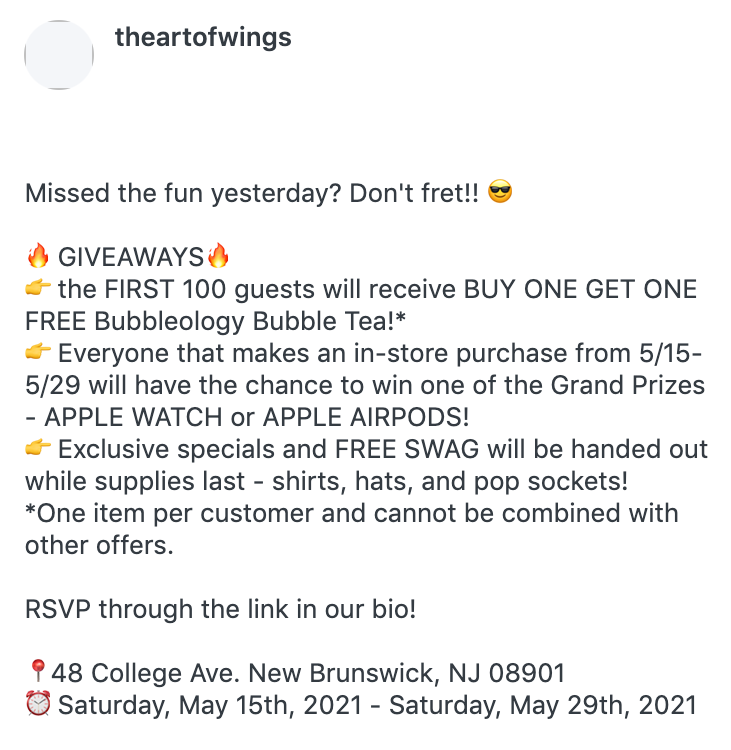 theartofwings
Missed the fun yesterday? Don't fret!! 😎
🔥 GIVEAWAYS🔥
👉 the FIRST 100 guests will receive BUY ONE GET ONE
FREE Bubbleology Bubble Tea!*
👉 Everyone that makes an in-store purchase from 5/15-
5/29 will have the chance to win one of the Grand Prizes
- APPLE WATCH or APPLE AIRPODS!
👉 Exclusive specials and FREE SWAG will be handed out
while supplies last - shirts, hats, and pop sockets!
*One item per customer and cannot be combined with
other offers.
RSVP through the link in our bio!
📍48 College Ave. New Brunswick, NJ 08901
⏰ Saturday, May 15th, 2021 - Saturday, May 29th, 2021